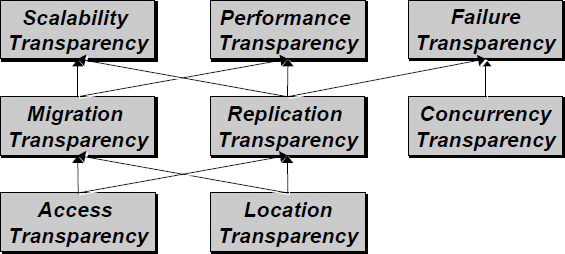 Scalability
Transparency
Performance
Transparency
Failure
Transparency
Migration
Transparency
Replication
Transparency
Concurrency
Transparency
Access
Transparency
Location
Transparency